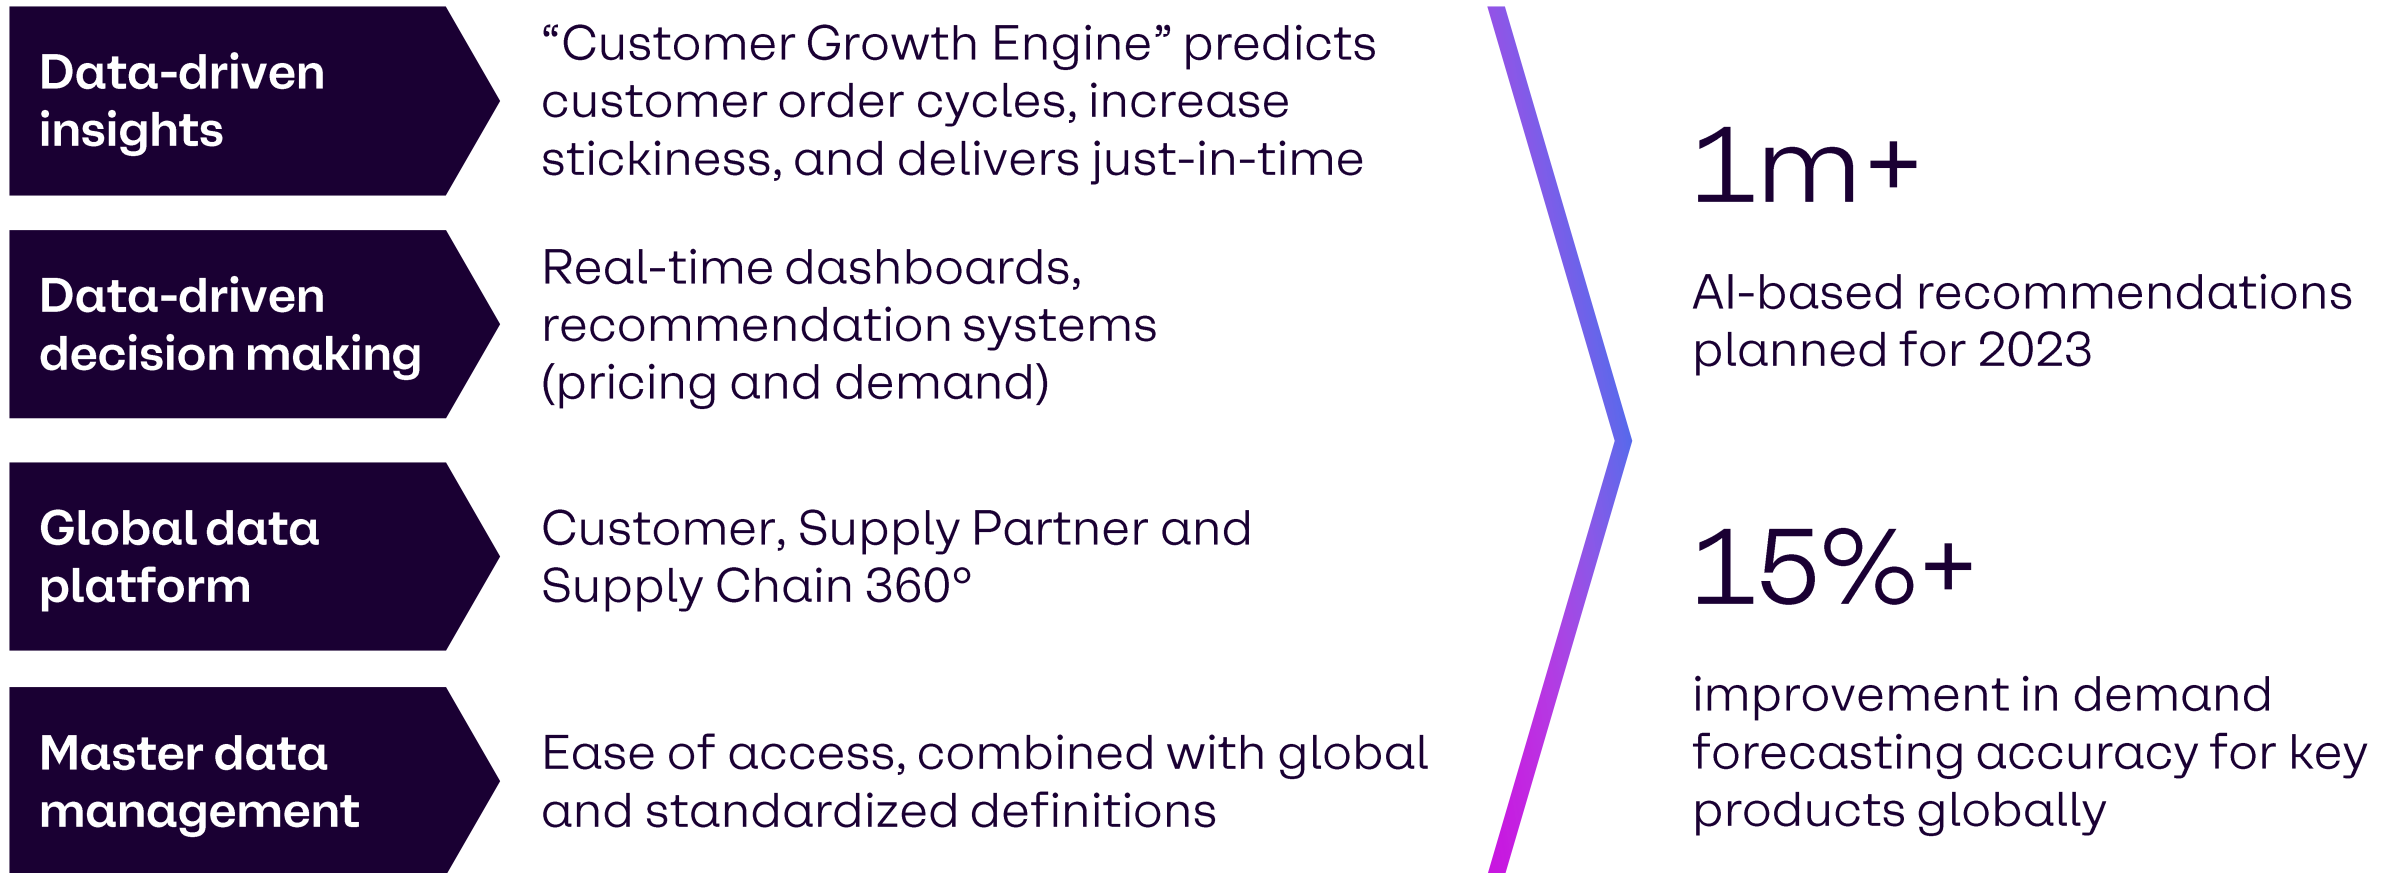 Data-driven
insights
“Customer Growth Engine” predicts
customer order cycles, increase
stickiness, and delivers just-in-time
Data-driven
decision making
Real-time dashboards,
recommendation systems
(pricing and demand)
Global data
platform
Customer, Supply Partner and
Supply Chain 360°
Master data
management
Ease of access, combined with global
and standardized definitions
1m+
AI-based recommendations
planned for 2023
15%+
improvement in demand
forecasting accuracy for key
products globally